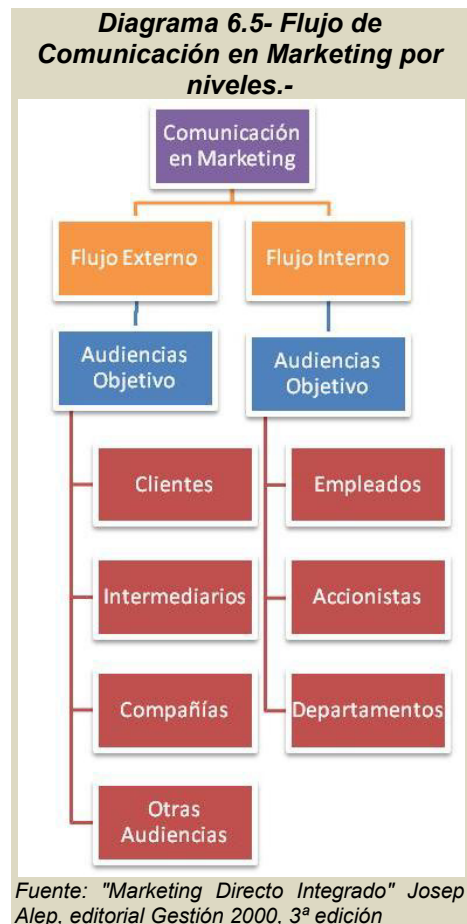 Diagrama 6.5- Flujo de
Comunicación en Marketing por
niveles.-
Comunicación
en Marketing
Flujo Externo
Flujo Interno
Audiencias
Objetivo
Audiencias
Objetivo
Clientes
Empleados
Intermediarios
Accionistas
Compañías
Departamentos
Otras
Audiencias
Fuente: "Marketing Directo Integrado" Josep
Alep, editorial Gestión 2000, 3ª edición